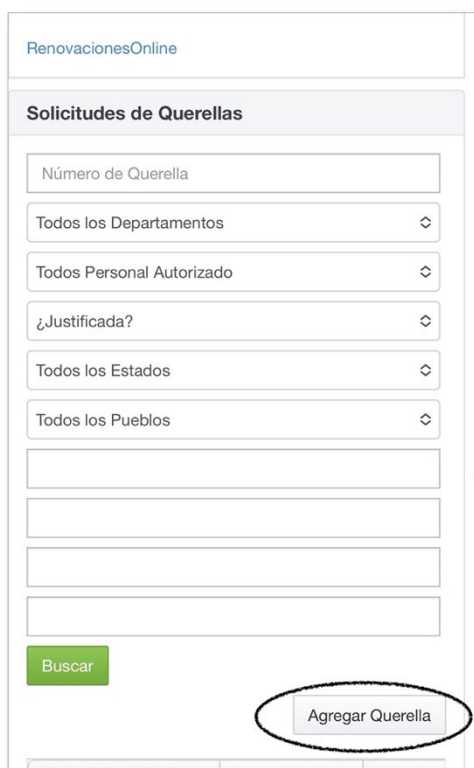 RenovacionesOnline
Solicitudes de Querellas
Número de Querella
Todos los Departamentos
Todos Personal Autorizado
¿Justificada?
Todos los Estados
Todos los Pueblos
Buscar
Agregar Querella